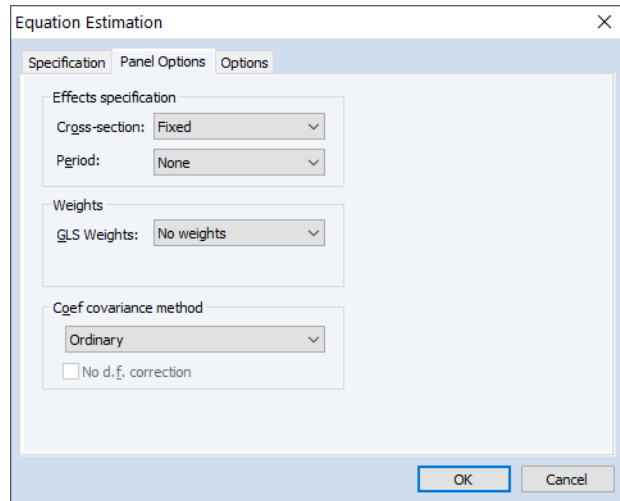 Equation Estimation
Specification Panel Options Options
Effects specification
Cross-section: Fixed
Period: None
Weights
GLS Weights: No weights
Coef covariance method
Ordinary
No d.f. correction
OK Cancel